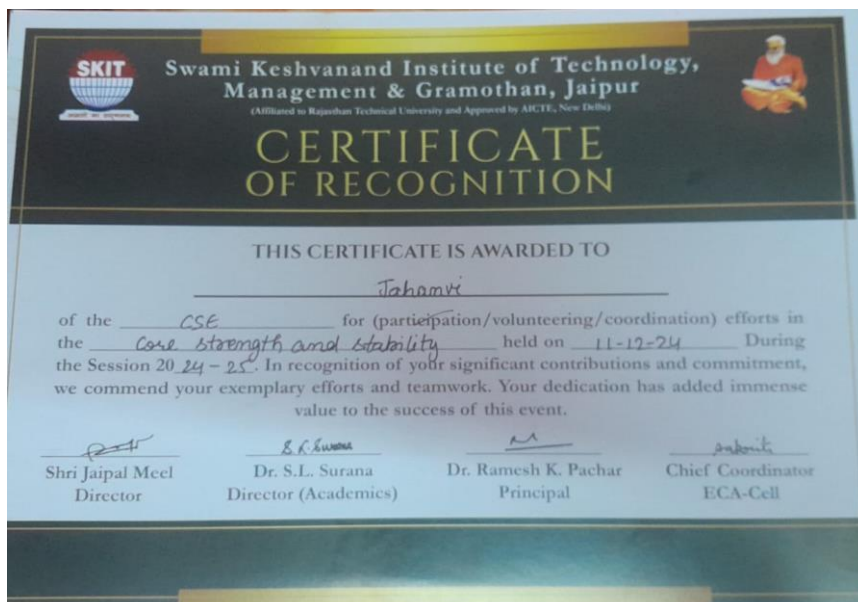 SKIT
Swami Keshvanand Institute of Technology,
Management & Gramothan, Jaipur
(Affiliated to Rajasthan Technical University and Approved by AICTE, New Delhi)
CERTIFICATE
OF RECOGNITION
THIS CERTIFICATE IS AWARDED TO
Jahanvi
of the CSE for (participation/volunteering/coordination) efforts in
the Core strength and stability held on 11-12-24 During
the Session 20 24-25. In recognition of your significant contributions and commitment,
we commend your exemplary efforts and teamwork. Your dedication has added immense
value to the success of this event.
S.L. Surana
Shri Jaipal Meel Dr. S.L. Surana Dr. Ramesh K. Pachar Chief Coordinator
Director Director (Academics) Principal ECA-Cell